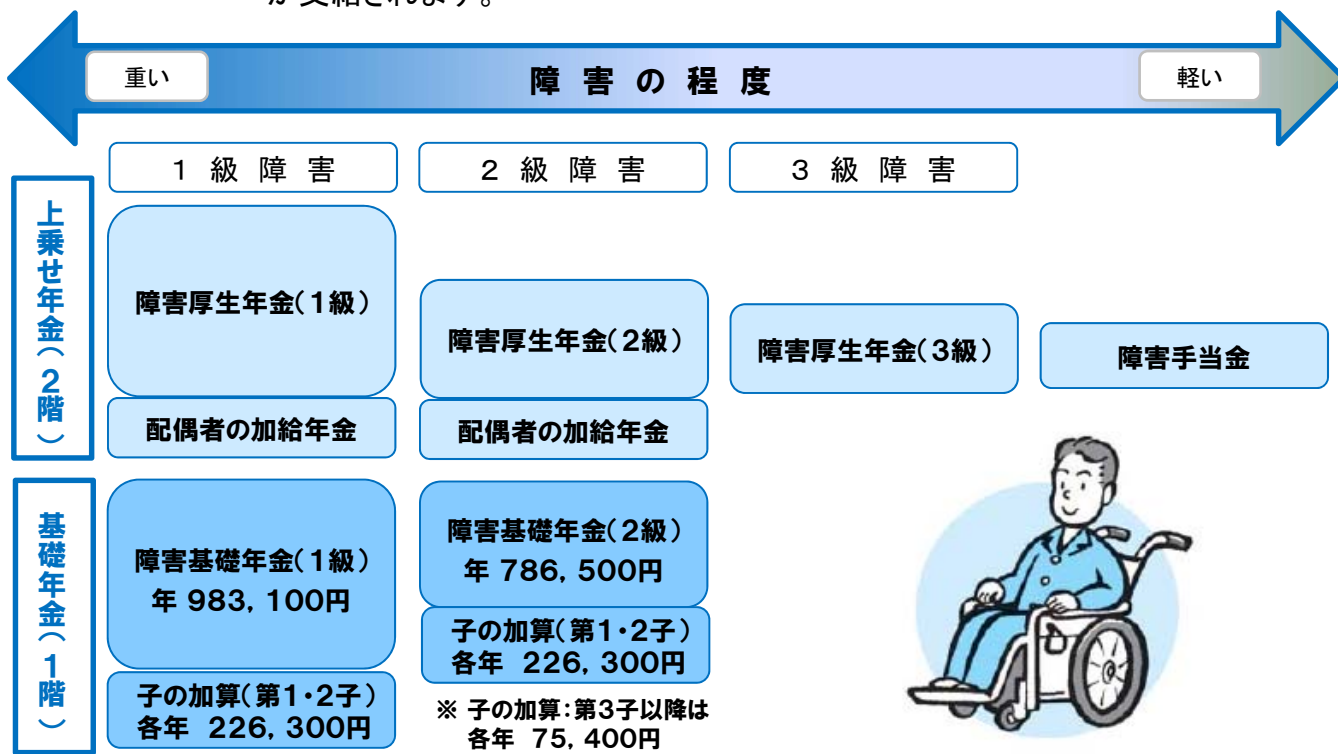 が支給されます。
重い
障害の程度
軽い
1級障害
2級障害
3級障害
上乗せ年金(2階)
障害厚生年金(1級)
障害厚生年金(2級)
障害厚生年金(3級)
障害手当金
配偶者の加給年金
配偶者の加給年金
基礎年金(1階)
障害基礎年金(1級)
年 983,100円
子の加算(第1・2子)
各年 226,300円
障害基礎年金(2級)
年 786,500円
子の加算(第1・2子)
各年 226,300円
※ 子の加算:第3子以降は
各年 75,400円